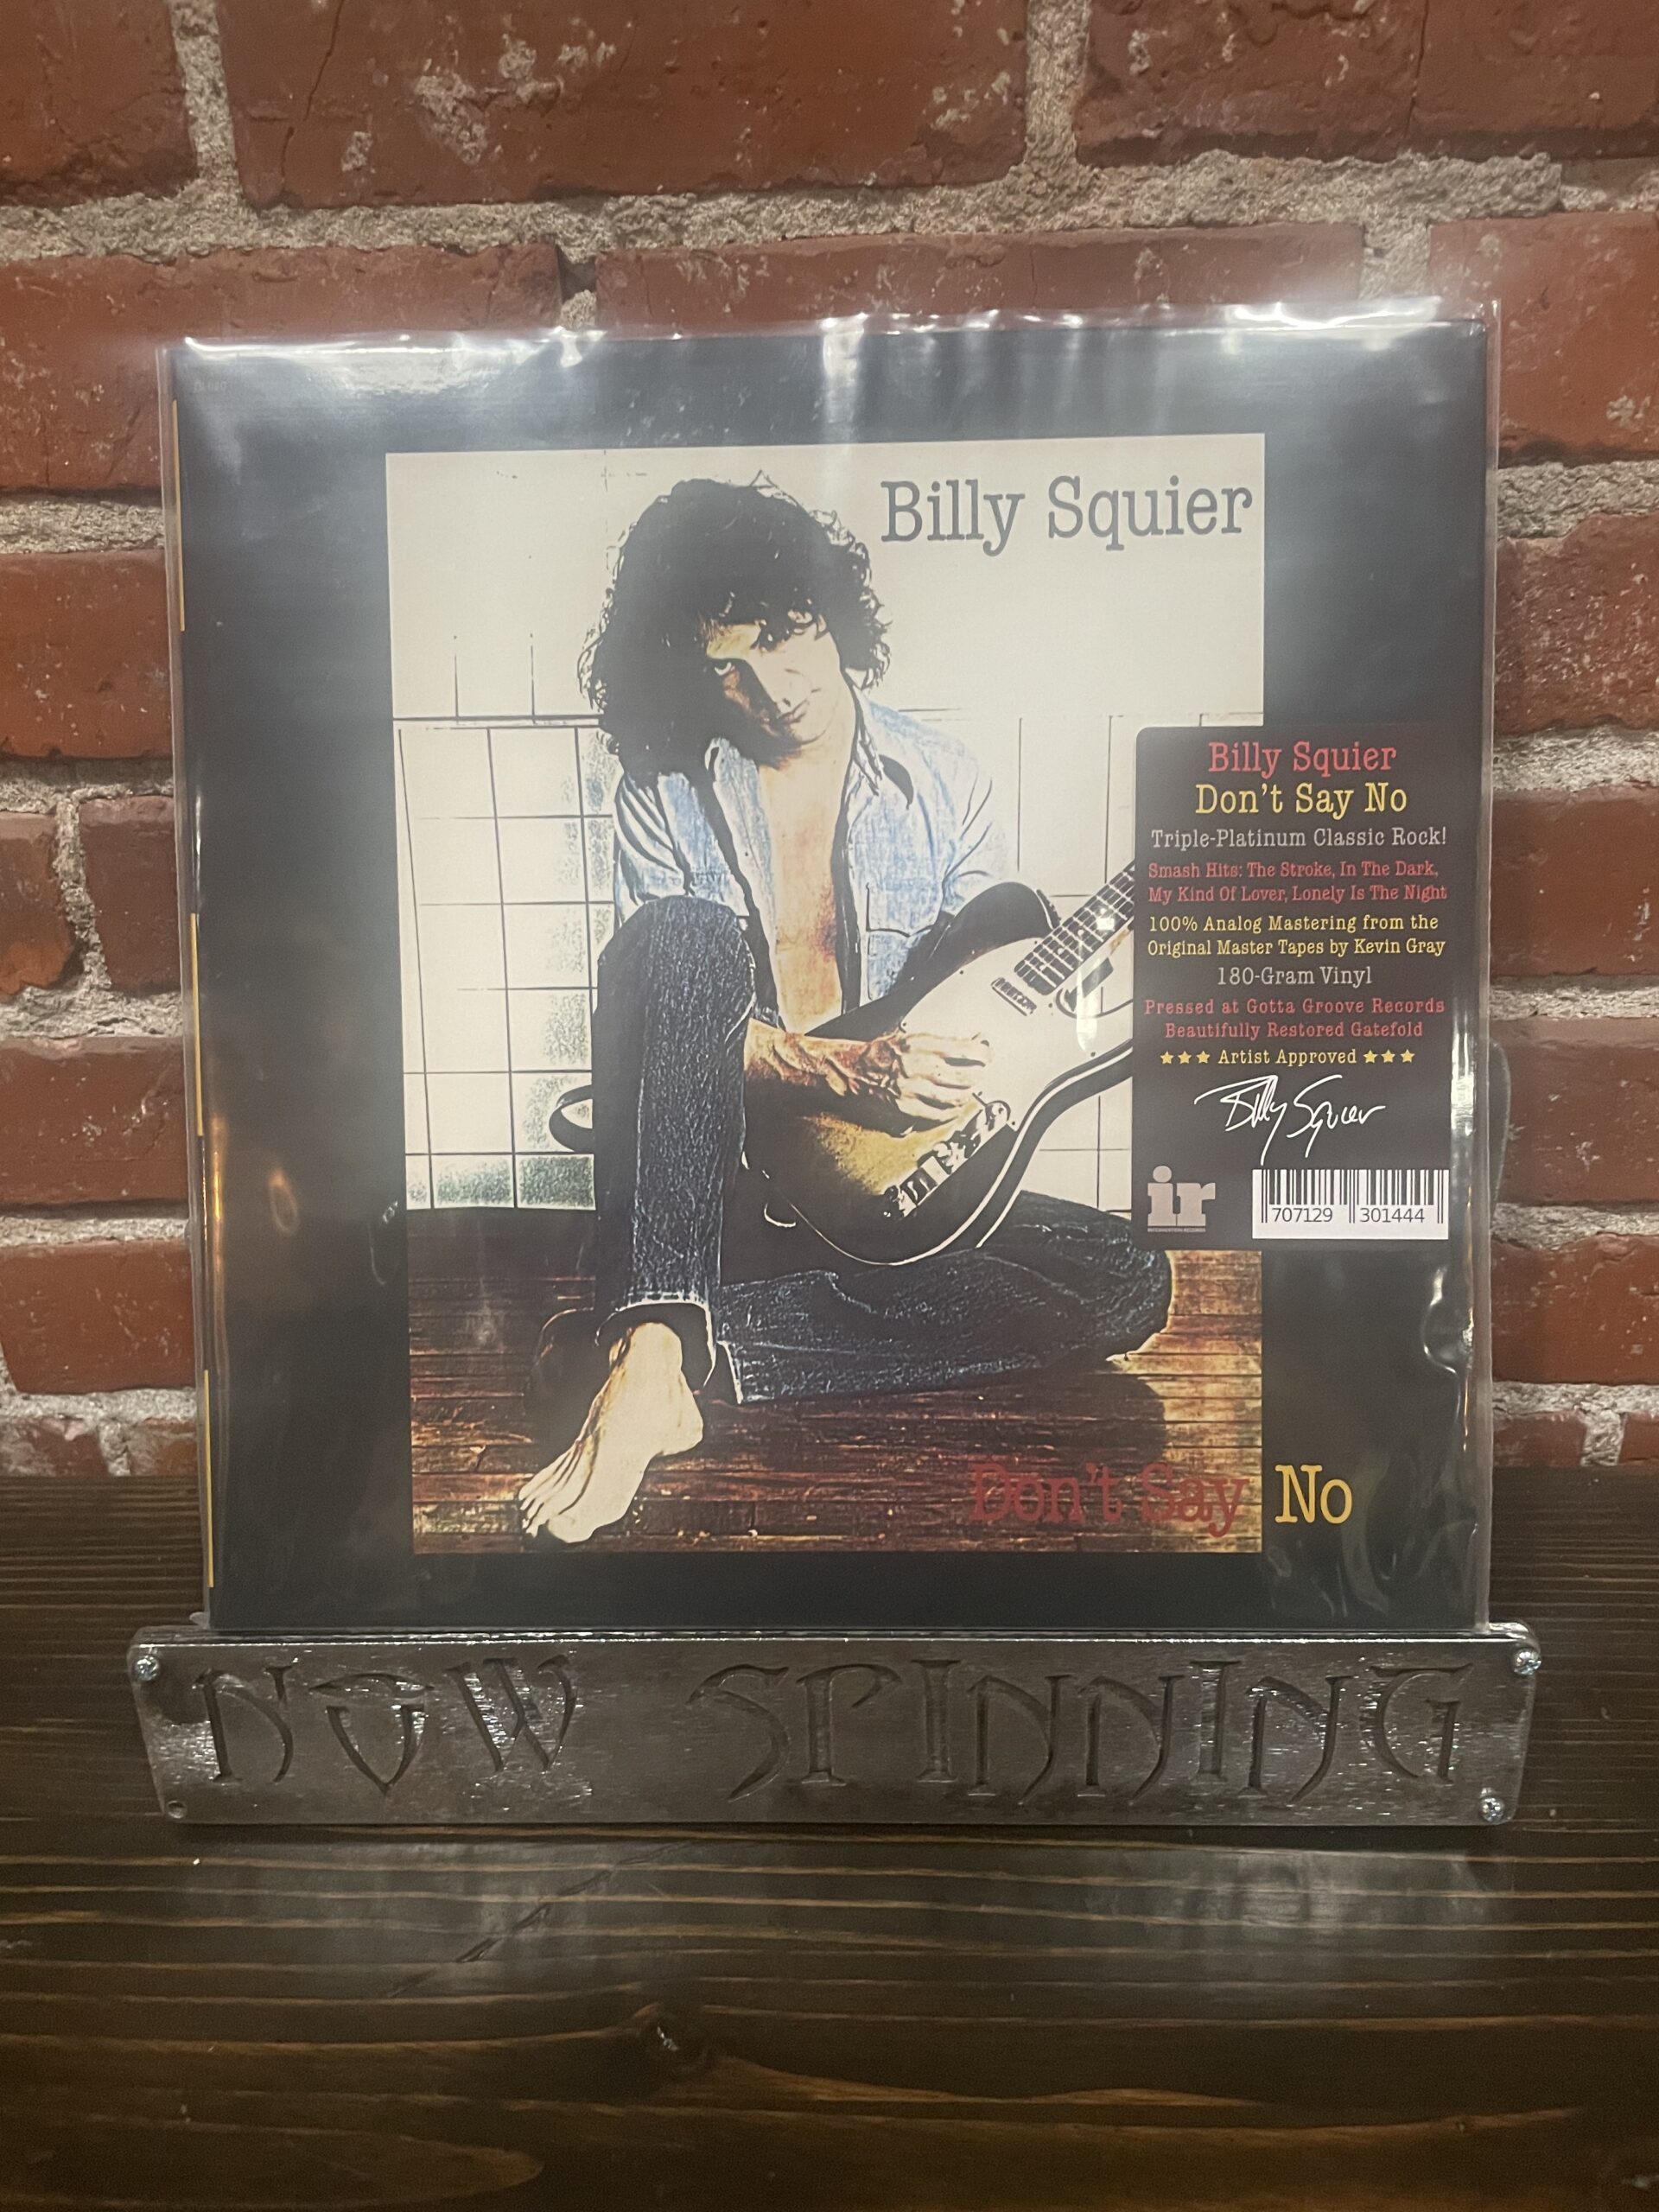 Billy Squier
Billy Squier
Don't Say No
Triple-Platinum Classic Rock!
Smash Hits: The Stroke, In The Dark,
My Kind Of Lover, Lonely Is The Night
100% Analog Mastering from the
Original Master Tapes by Kevin Gray
180-Gram Vinyl
Pressed at Gotta Groove Records
Beautifully Restored Gatefold
★★★ Artist Approved ★★★
Billy Squier
ir
707129 301444
Don't Say No
NOW SPINNING